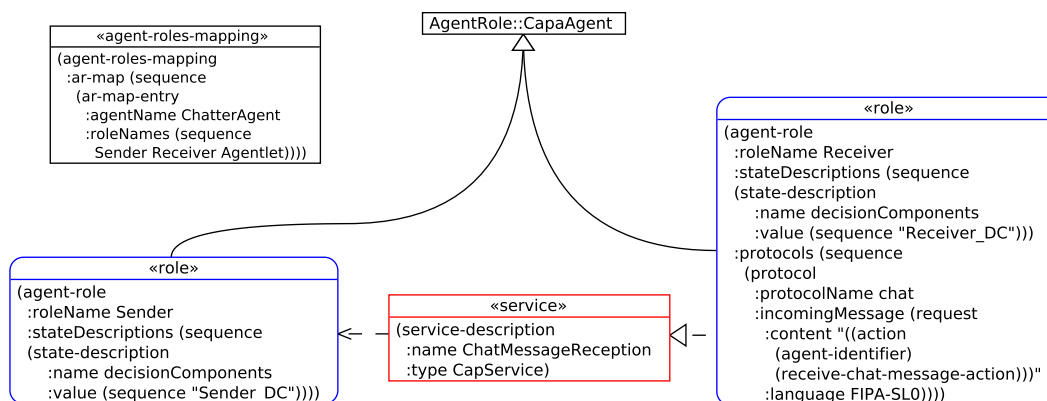 AgentRole::CapaAgent
«agent-roles-mapping»
(agent-roles-mapping
:ar-map (sequence
(ar-map-entry
:agentName ChatterAgent
:roleNames (sequence
Sender Receiver Agentlet))))
«role»
(agent-role
:roleName Receiver
:stateDescriptions (sequence
(state-description
:name decisionComponents
:value (sequence "Receiver_DC")))
:protocols (sequence
(protocol
:protocolName chat
:incomingMessage (request
:content "((action
(agent-identifier)
(receive-chat-message-action)))"
:language FIPA-SL0))))
«role»
(agent-role
:roleName Sender
:stateDescriptions (sequence
(state-description
:name decisionComponents
:value (sequence "Sender_DC"))))
«service»
(service-description
:name ChatMessageReception
:type CapService)